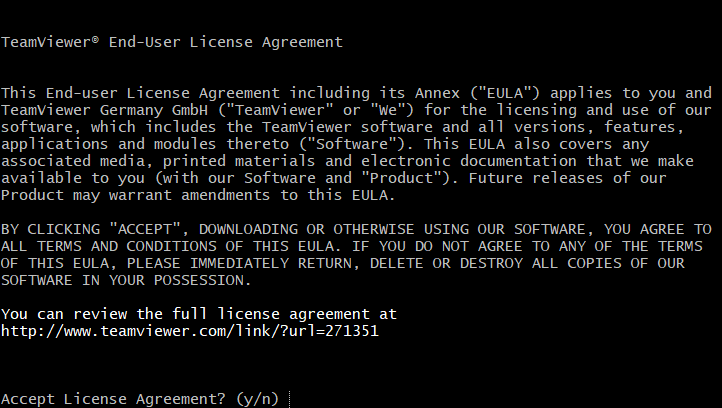 TeamViewer® End-User License Agreement
This End-user License Agreement including its Annex ("EULA") applies to you and
TeamViewer Germany GmbH ("TeamViewer" or "We") for the licensing and use of our
software, which includes the TeamViewer software and all versions, features,
applications and modules thereto ("Software"). This EULA also covers any
associated media, printed materials and electronic documentation that we make
available to you (with our Software and "Product"). Future releases of our
Product may warrant amendments to this EULA.
BY CLICKING "ACCEPT", DOWNLOADING OR OTHERWISE USING OUR SOFTWARE, YOU AGREE TO
ALL TERMS AND CONDITIONS OF THIS EULA. IF YOU DO NOT AGREE TO ANY OF THE TERMS
OF THIS EULA, PLEASE IMMEDIATELY RETURN, DELETE OR DESTROY ALL COPIES OF OUR
SOFTWARE IN YOUR POSSESSION.
You can review the full license agreement at
http://www.teamviewer.com/link/?url=271351
Accept License Agreement? (y/n)